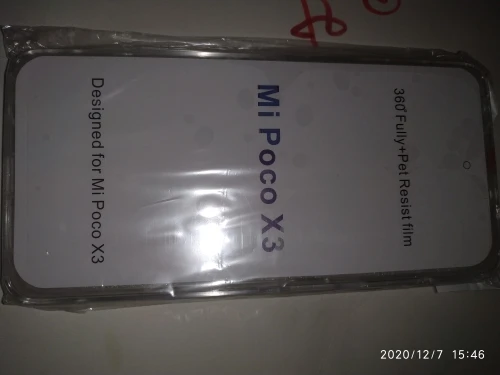 360°Fully+Pet Resist film
Mi Poco X3
Designed for Mi Poco X3
2020/12/7 15:46